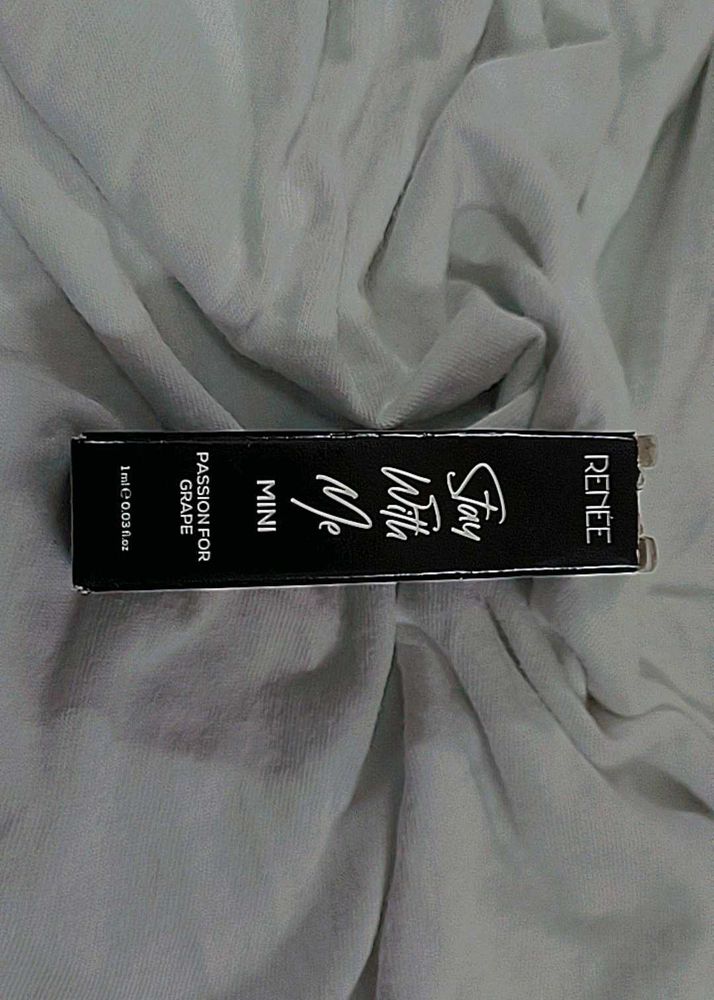 RENÉE
Stay
With
Me
MINI
PASSION FOR
GRAPE
1 ml ℮ 0.03 fl.oz